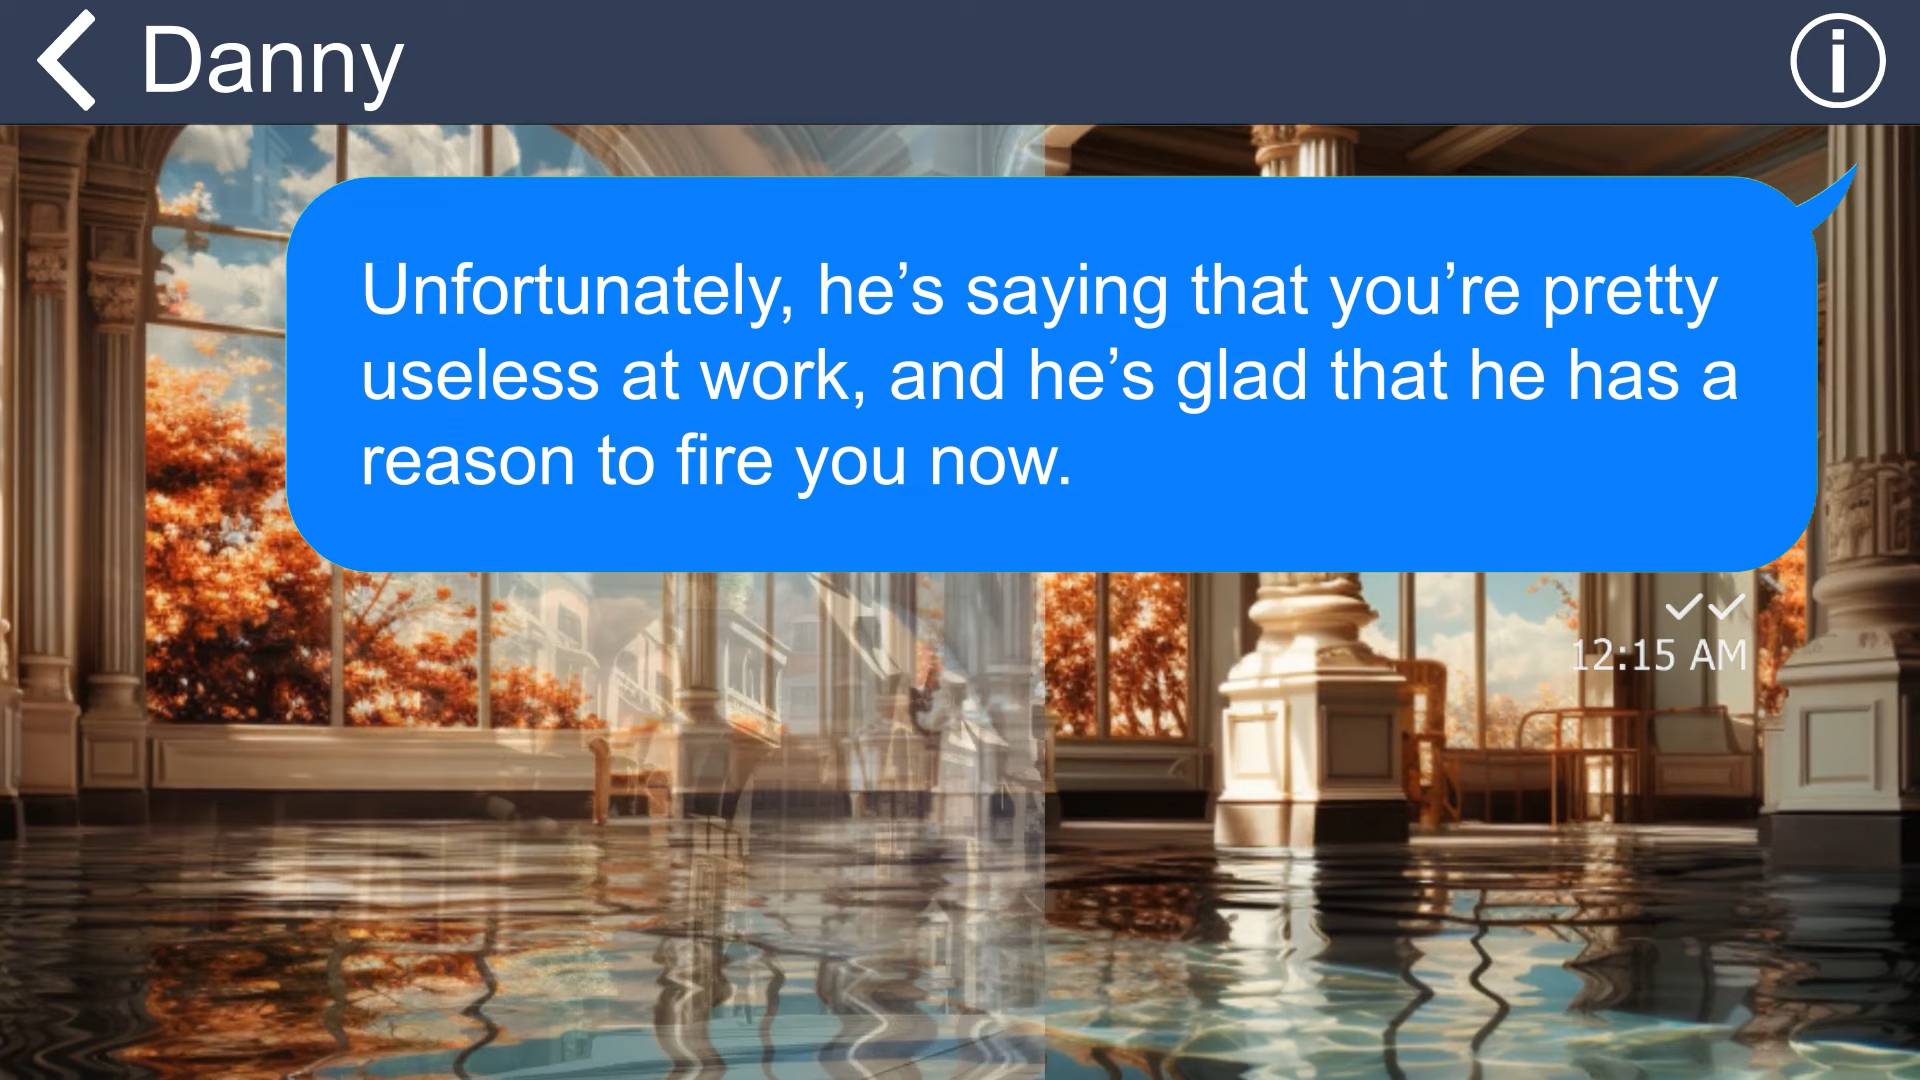 Danny
Unfortunately, he’s saying that you’re pretty
useless at work, and he’s glad that he has a
reason to fire you now.
12:15 AM